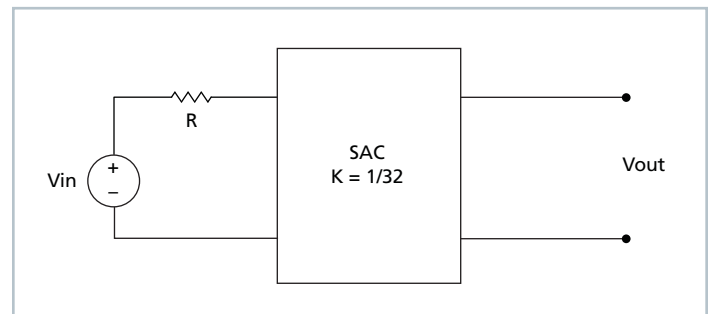 R
SAC
K = 1/32
Vin
+
–
Vout